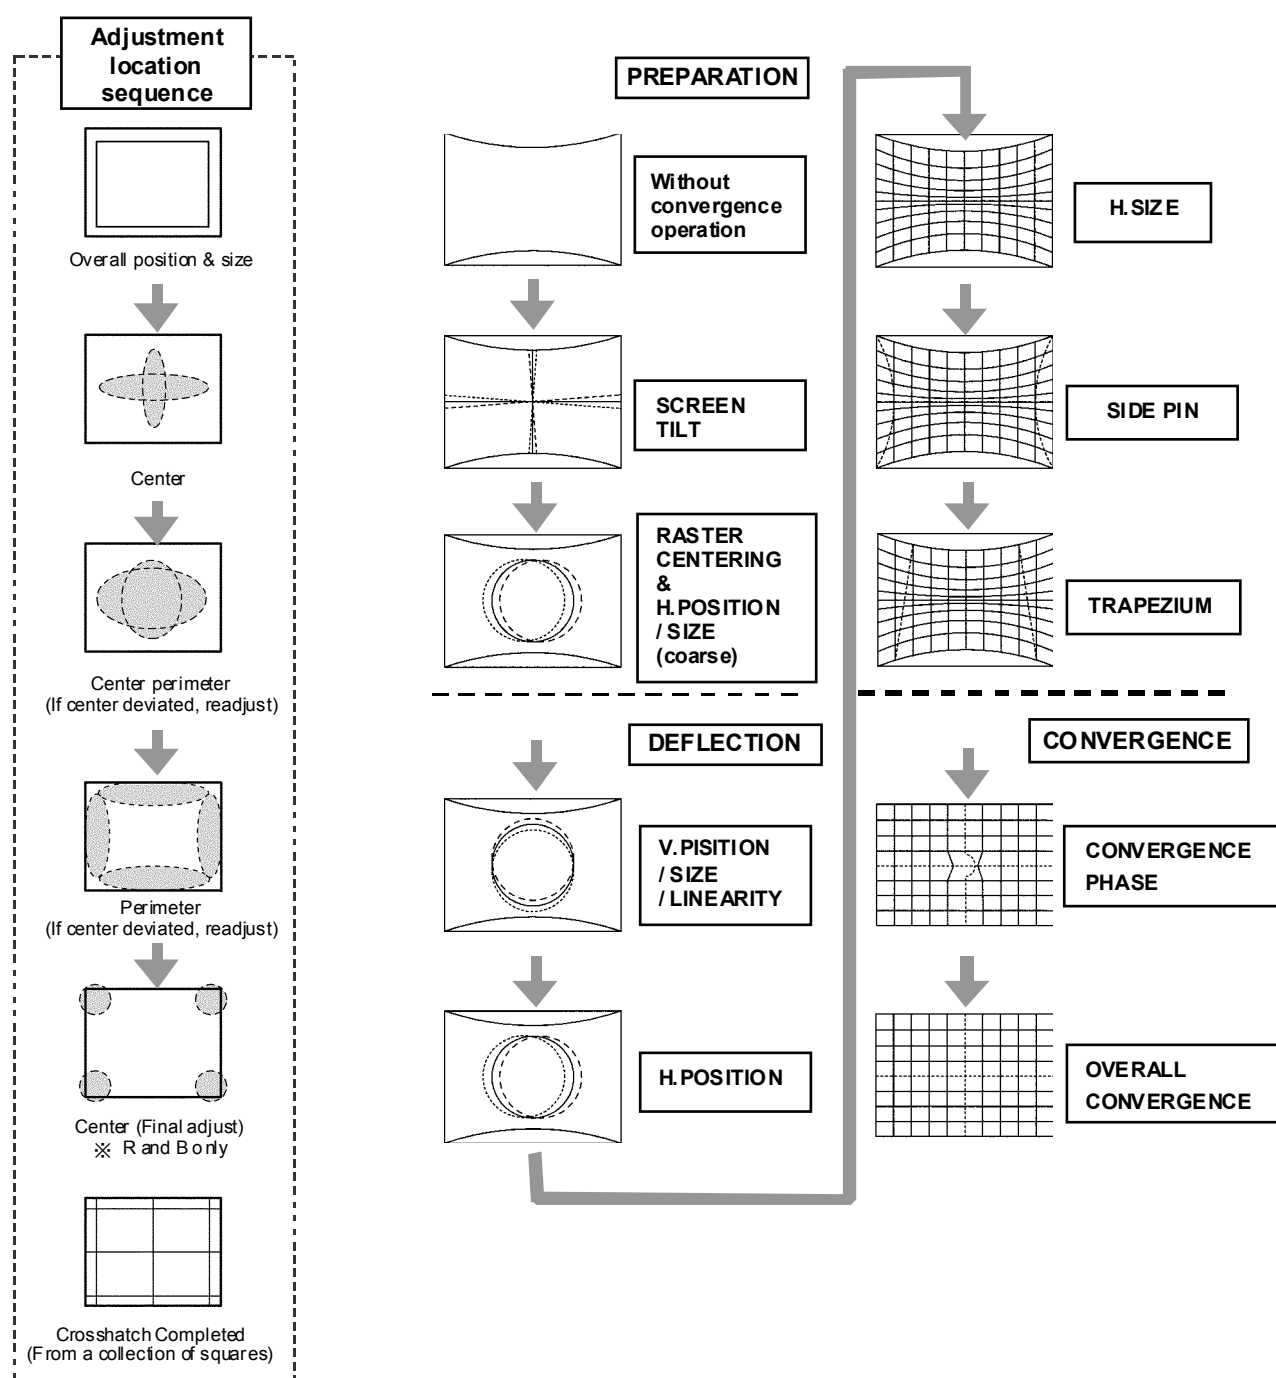 Adjustment
location
sequence
Overall position & size
Center
Center perimeter
(If center deviated, readjust)
Perimeter
(If center deviated, readjust)
Center (Final adjust)
※ R and B only
Crosshatch Completed
(From a collection of squares)
PREPARATION
Without
convergence
operation
SCREEN
TILT
RASTER
CENTERING
&
H.POSITION
/ SIZE
(coarse)
DEFLECTION
V.PISITION
/ SIZE
/ LINEARITY
H.POSITION
H.SIZE
SIDE PIN
TRAPEZIUM
CONVERGENCE
CONVERGENCE
PHASE
OVERALL
CONVERGENCE